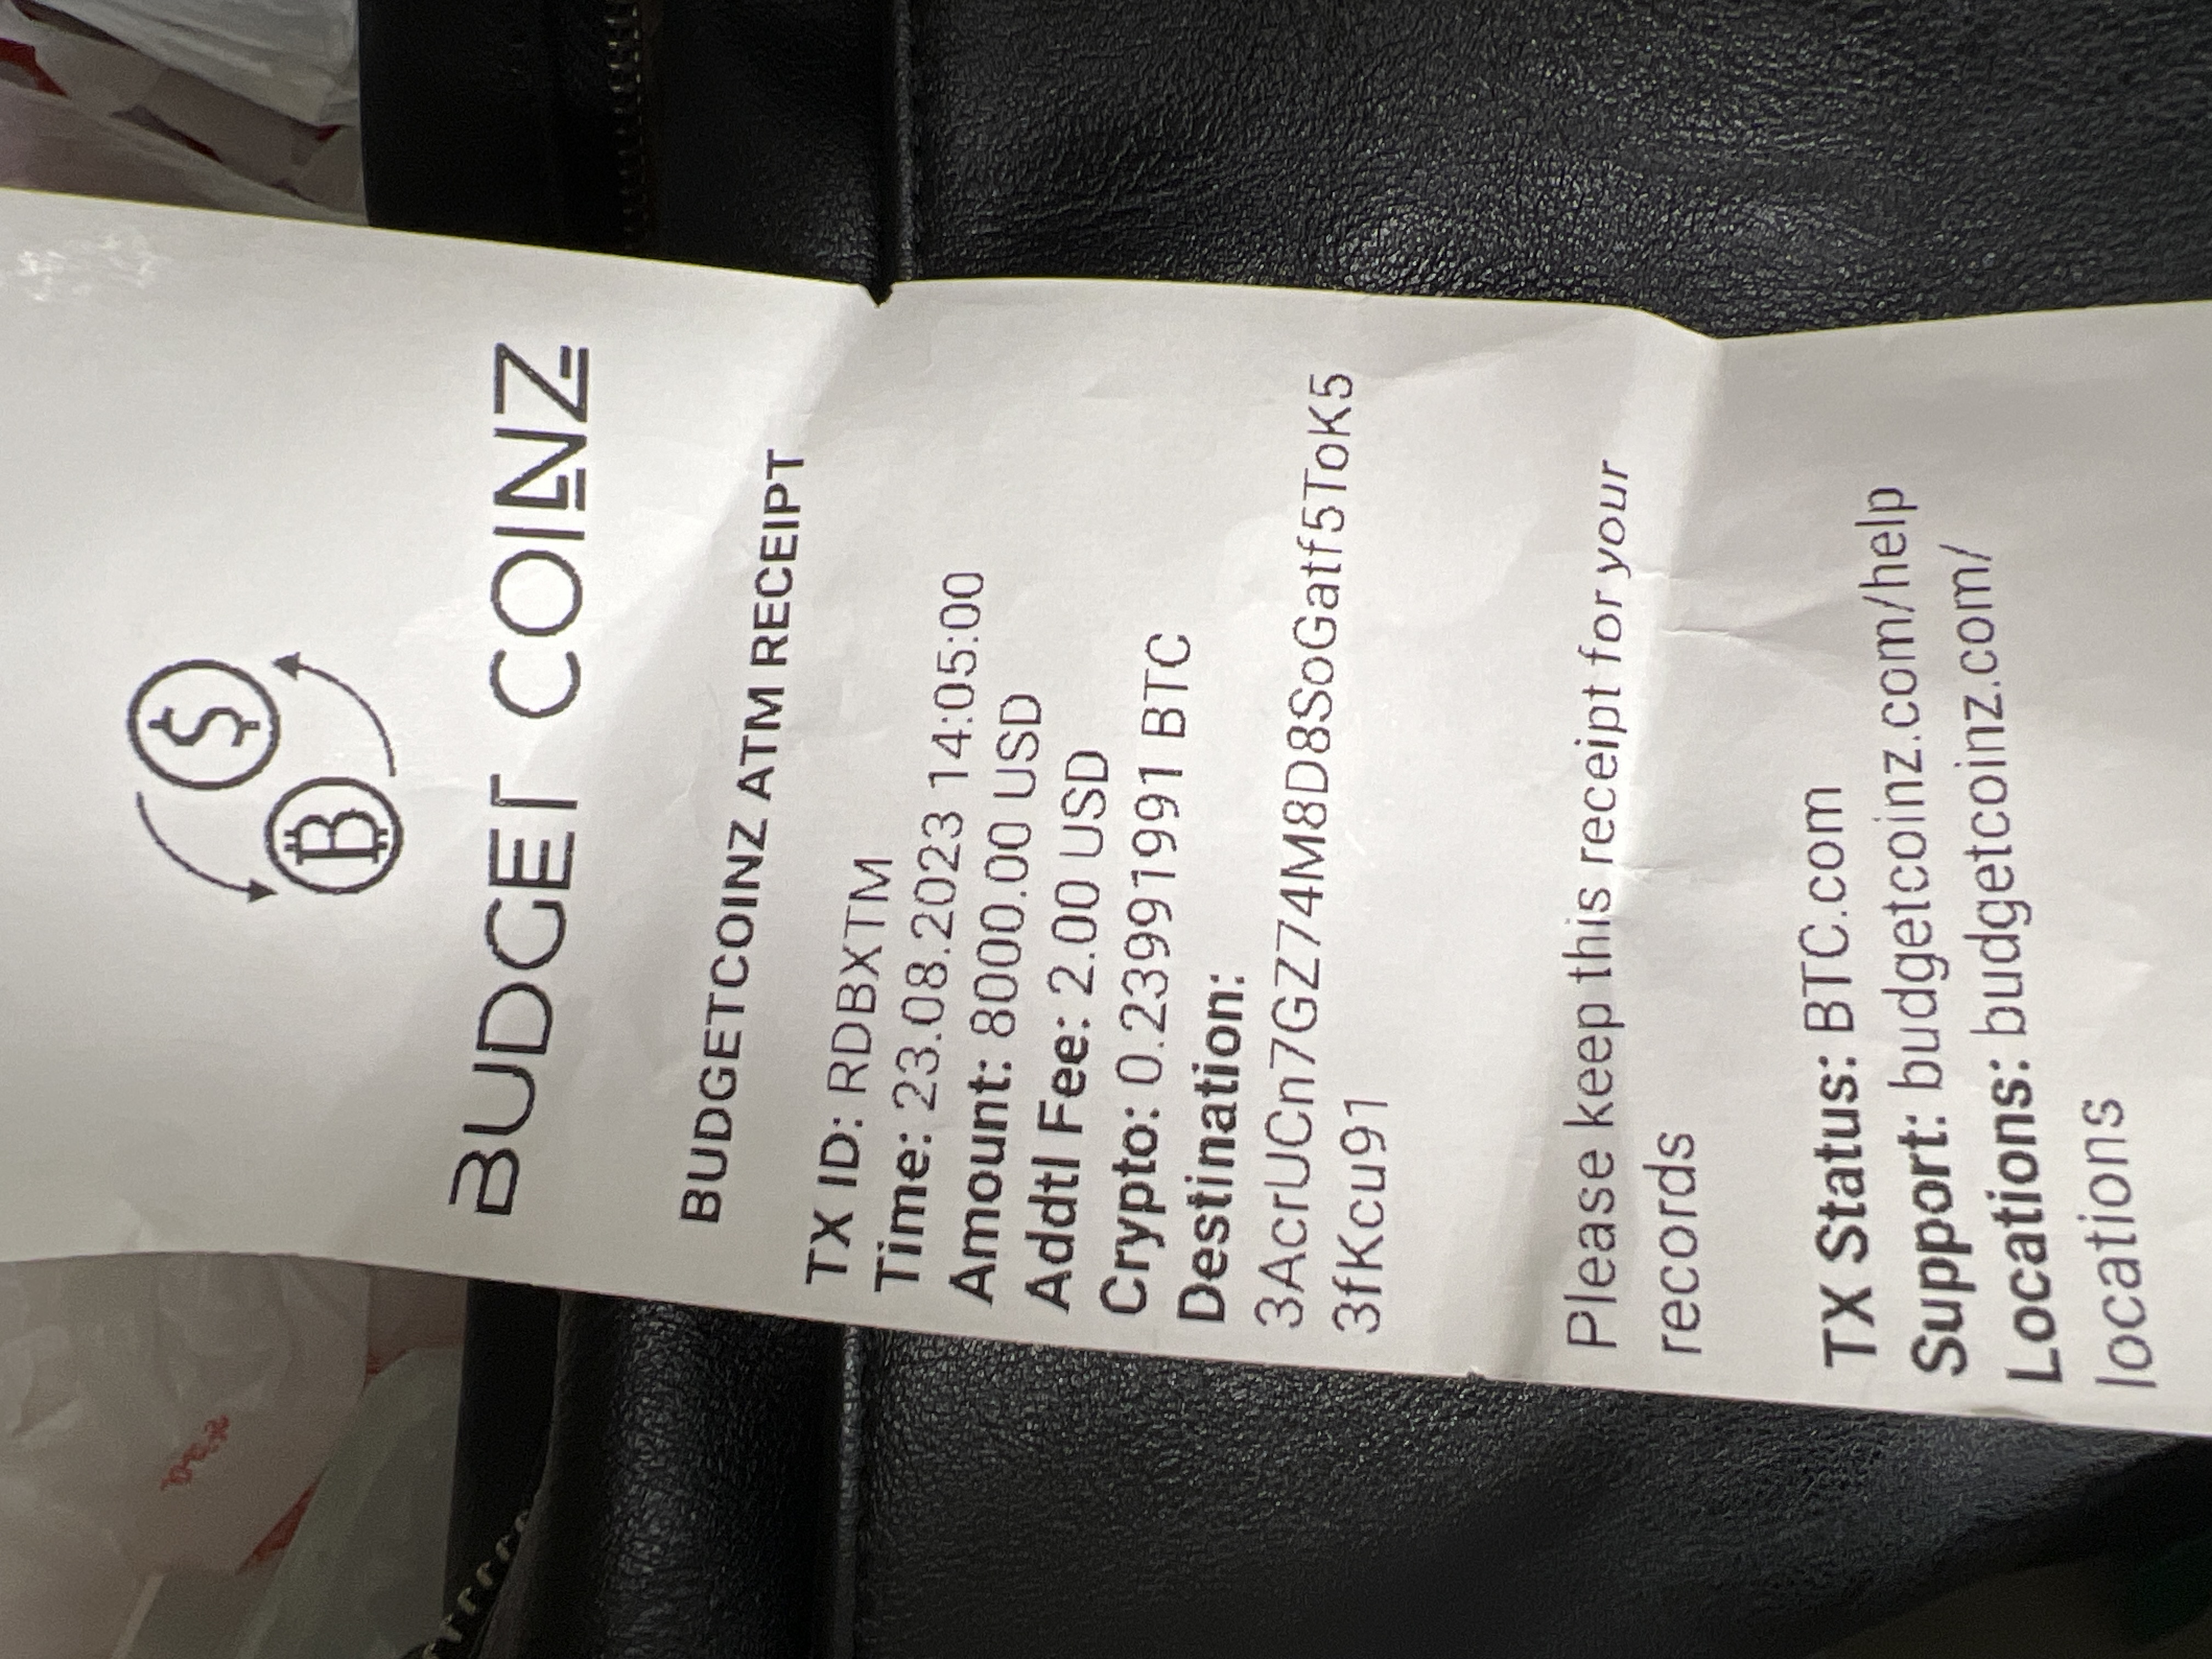 BUDGET COINZ
BUDGETCOINZ ATM RECEIPT
TX ID: RDBXTM
Time: 23.08.2023 14:05:00
Amount: 8000.00 USD
Addtl Fee: 2.00 USD
Crypto: 0.23991991 BTC
Destination:
3AcrUCn7GZ74M8D8SoGatf5ToK5
3fKcu91
Please keep this receipt for your
records
TX Status: BTC.com
Support: budgetcoinz.com/help
Locations: budgetcoinz.com/
locations